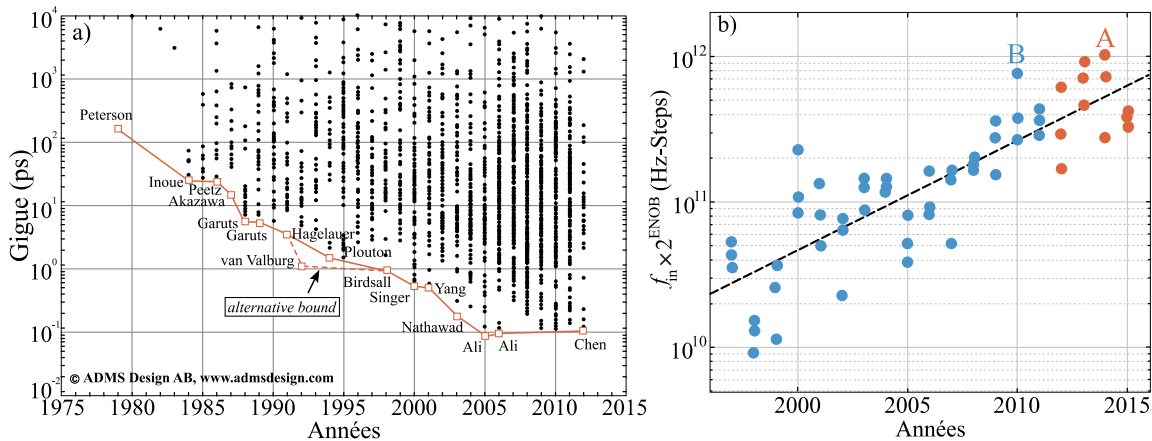 a)
Gigue (ps)
10^4
10^3
10^2
10^1
10^0
10^-1
10^-2
Peterson
Inoue
Peetz
Akazawa
Garuts
Garuts
Hagelauer
van Valburg
Plouton
alternative bound
Birdsall
Singer
Yang
Nathawad
Ali
Ali
Chen
© ADMS Design AB, www.admsdesign.com
1975 1980 1985 1990 1995 2000 2005 2010 2015
Années
b)
B
A
f_in × 2^ENOB (Hz-Steps)
10^12
10^11
10^10
2000 2005 2010 2015
Années